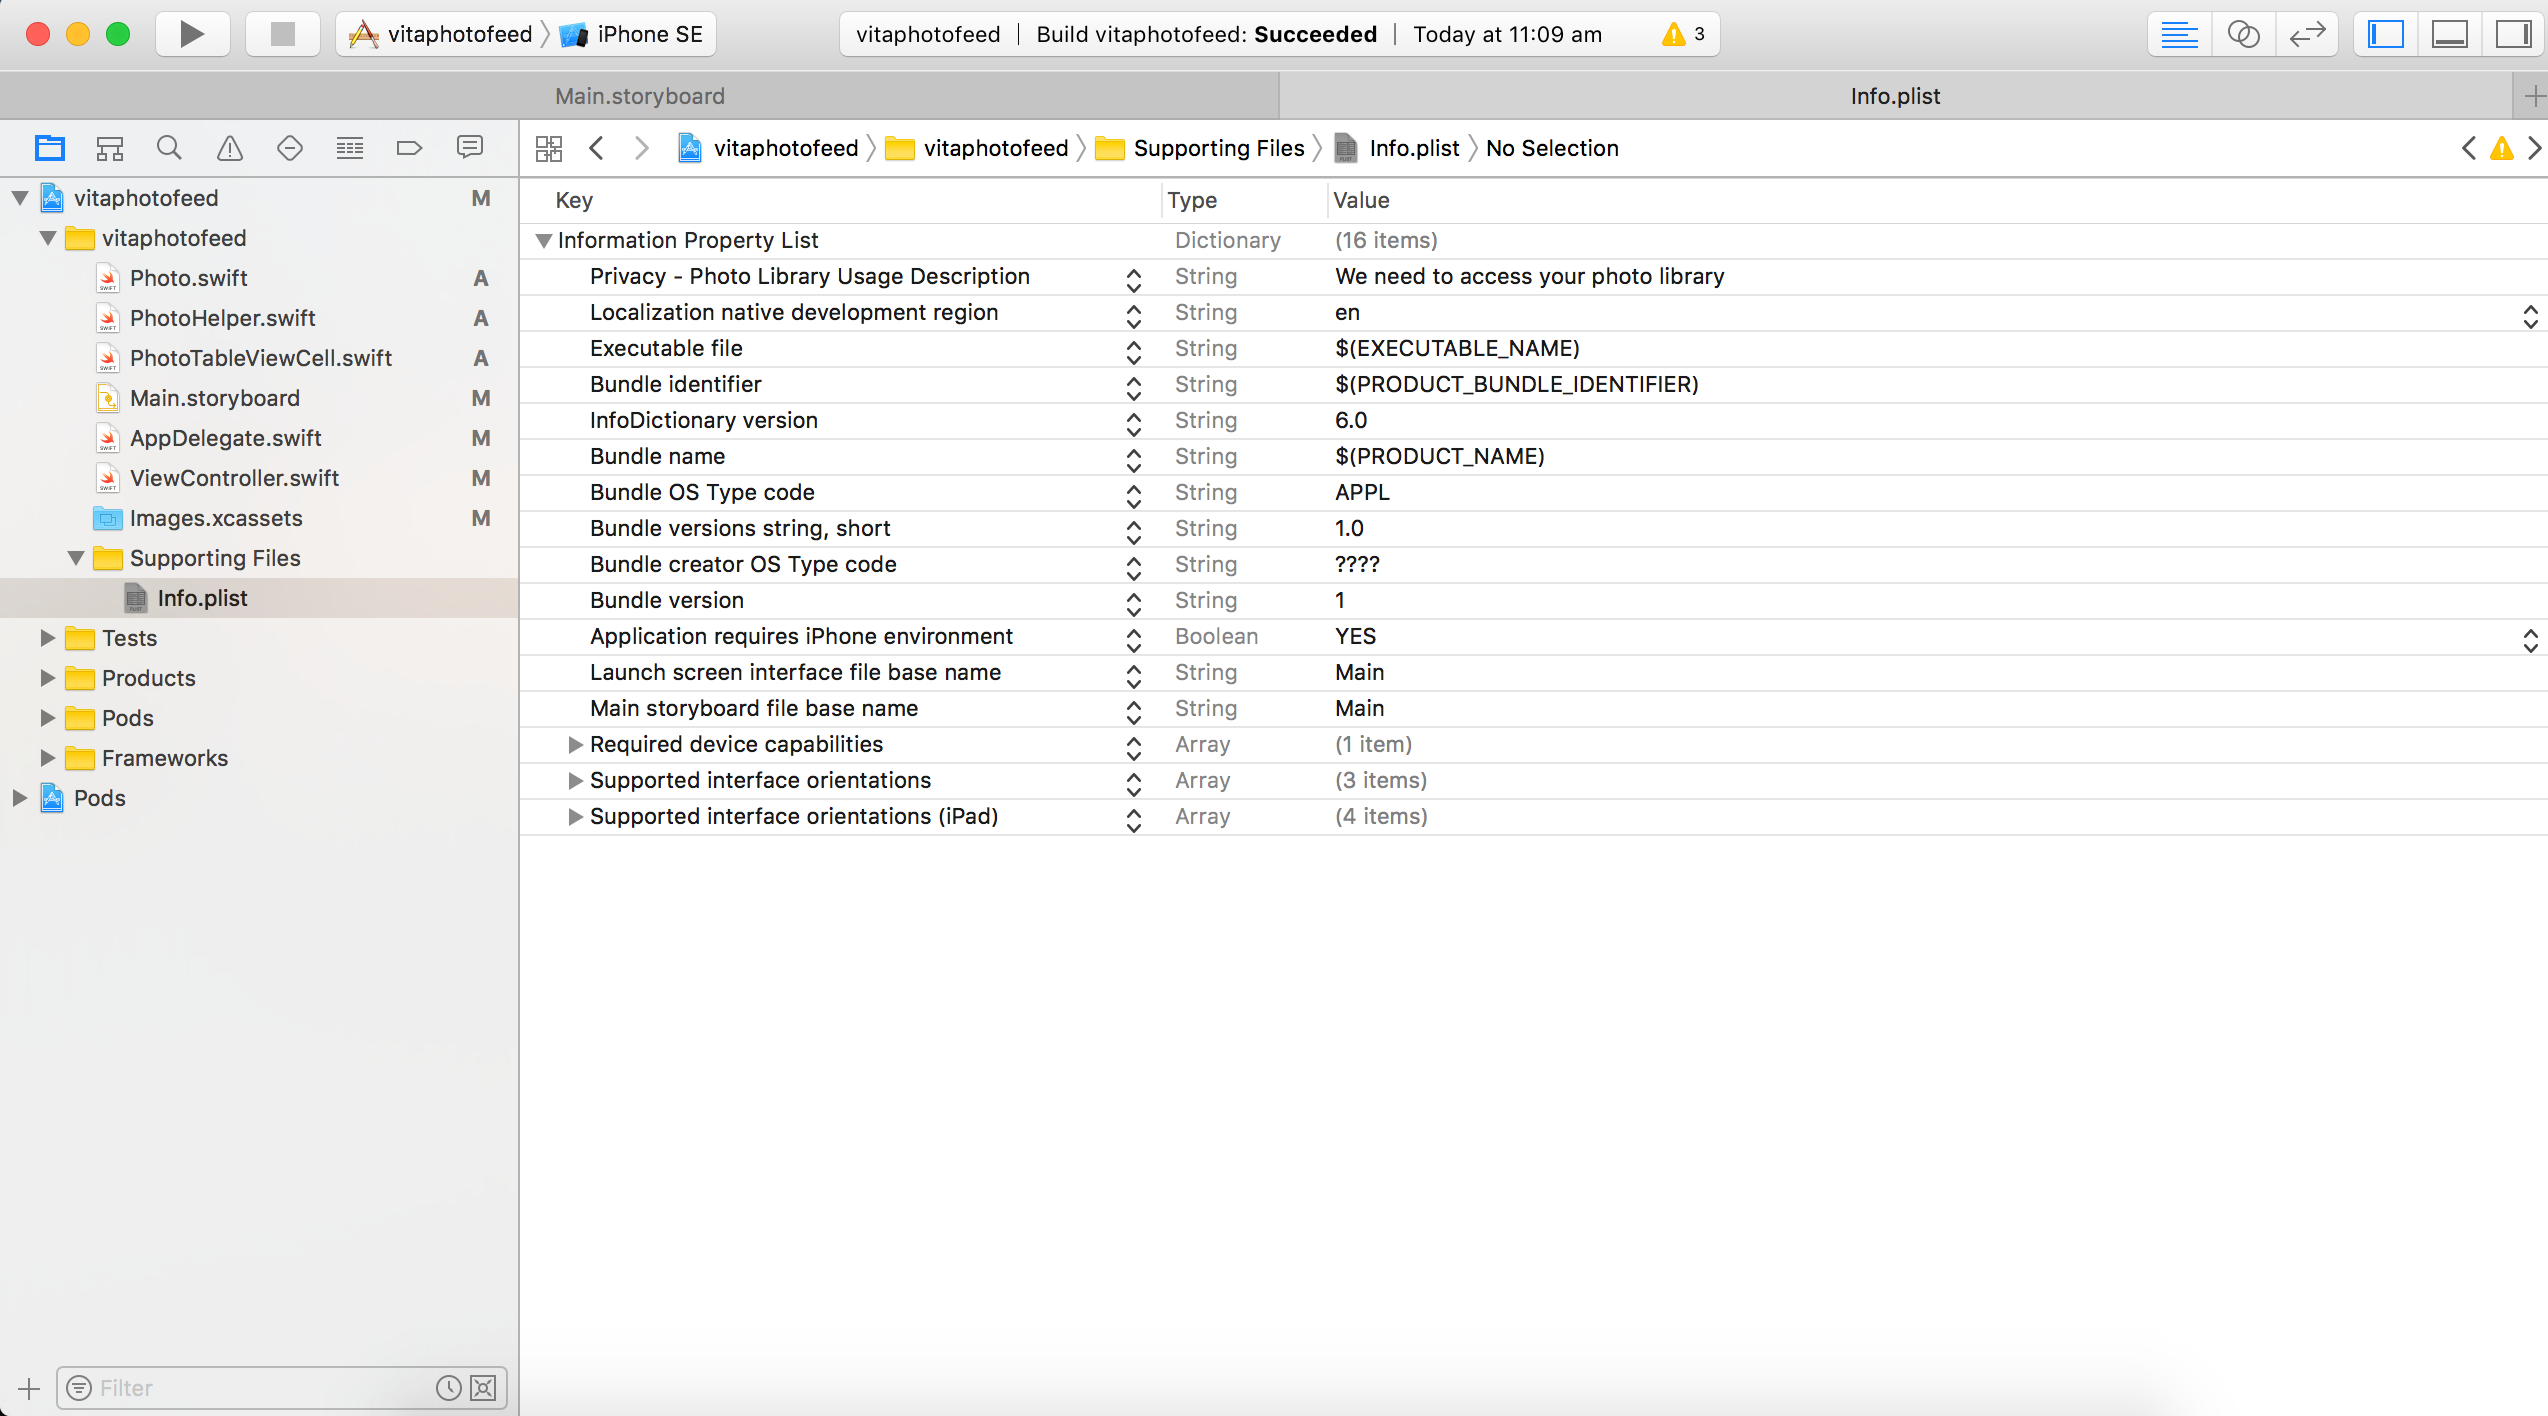 vitaphotofeed iPhone SE
vitaphotofeed | Build vitaphotofeed: Succeeded | Today at 11:09 am 3
Main.storyboard
Info.plist
vitaphotofeed vitaphotofeed Supporting Files Info.plist No Selection
vitaphotofeed M
vitaphotofeed
Photo.swift A
PhotoHelper.swift A
PhotoTableViewCell.swift A
Main.storyboard M
AppDelegate.swift M
ViewController.swift M
Images.xcassets M
Supporting Files
Info.plist
Tests
Products
Pods
Frameworks
Pods
Filter
Key Type Value
Information Property List Dictionary (16 items)
Privacy - Photo Library Usage Description String We need to access your photo library
Localization native development region String en
Executable file String $(EXECUTABLE_NAME)
Bundle identifier String $(PRODUCT_BUNDLE_IDENTIFIER)
InfoDictionary version String 6.0
Bundle name String $(PRODUCT_NAME)
Bundle OS Type code String APPL
Bundle versions string, short String 1.0
Bundle creator OS Type code String ????
Bundle version String 1
Application requires iPhone environment Boolean YES
Launch screen interface file base name String Main
Main storyboard file base name String Main
Required device capabilities Array (1 item)
Supported interface orientations Array (3 items)
Supported interface orientations (iPad) Array (4 items)